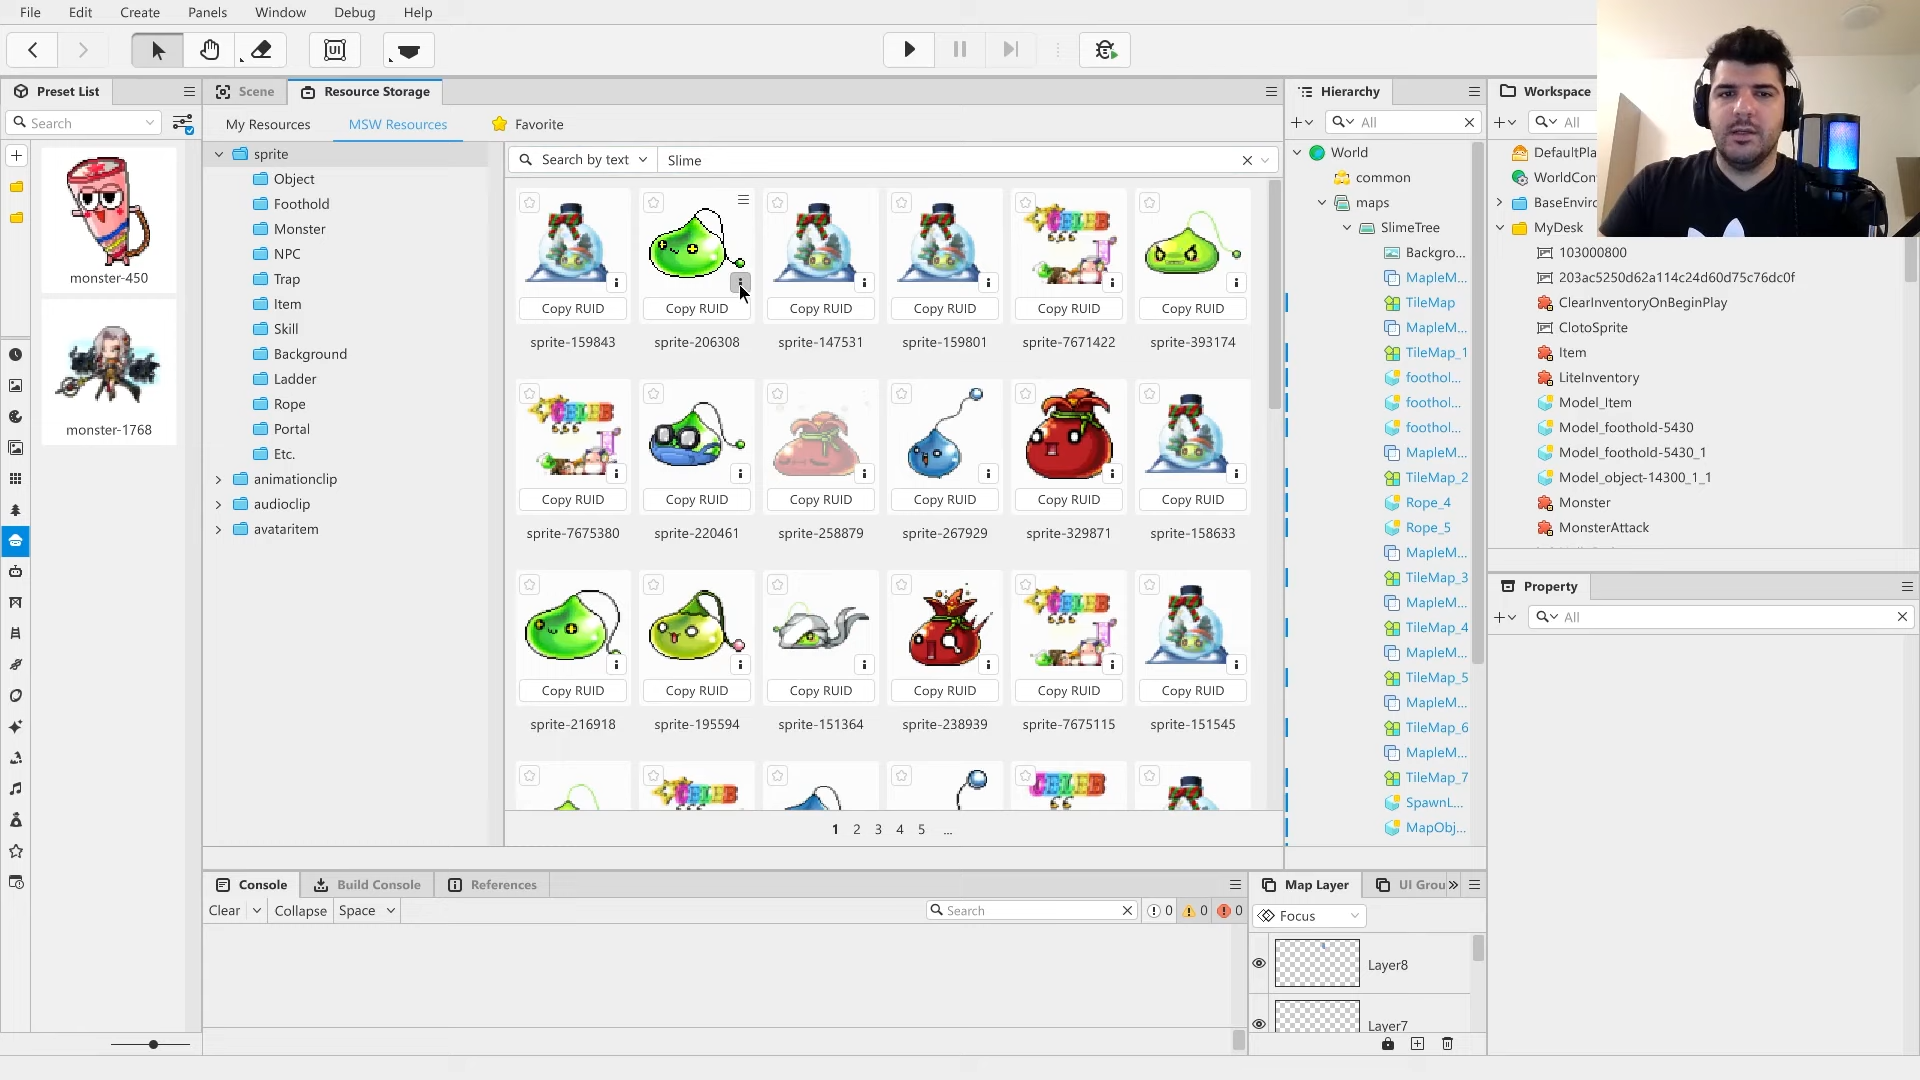 File Edit Create Panels Window Debug Help
UI
Preset List
Search
monster-450
monster-1768
Scene Resource Storage
My Resources MSW Resources Favorite
sprite
Object
Foothold
Monster
NPC
Trap
Item
Skill
Background
Ladder
Rope
Portal
Etc.
animationclip
audioclip
avataritem
Search by text Slime
CELEB
Copy RUID Copy RUID Copy RUID Copy RUID Copy RUID Copy RUID
sprite-159843 sprite-206308 sprite-147531 sprite-159801 sprite-7671422 sprite-393174
CELEB
Copy RUID Copy RUID Copy RUID Copy RUID Copy RUID Copy RUID
sprite-7675380 sprite-220461 sprite-258879 sprite-267929 sprite-329871 sprite-158633
CELEB
Copy RUID Copy RUID Copy RUID Copy RUID Copy RUID Copy RUID
sprite-216918 sprite-195594 sprite-151364 sprite-238939 sprite-7675115 sprite-151545
CELEB CELEB
1 2 3 4 5 ...
Hierarchy
All
World
common
maps
SlimeTree
Backgro...
MapleM...
TileMap
MapleM...
TileMap_1
foothol...
foothol...
foothol...
MapleM...
TileMap_2
Rope_4
Rope_5
MapleM...
TileMap_3
MapleM...
TileMap_4
MapleM...
TileMap_5
MapleM...
TileMap_6
MapleM...
TileMap_7
SpawnL...
MapObj...
Workspace
All
DefaultPla
WorldCon
BaseEnviro
MyDesk
103000800
203ac5250d62a114c24d60d75c76dc0f
ClearInventoryOnBeginPlay
ClotoSprite
Item
LiteInventory
Model_Item
Model_foothold-5430
Model_foothold-5430_1
Model_object-14300_1_1
Monster
MonsterAttack
Property
All
Console Build Console References
Clear Collapse Space Search 0 0 0
Map Layer UI Grou
Focus
Layer8
Layer7